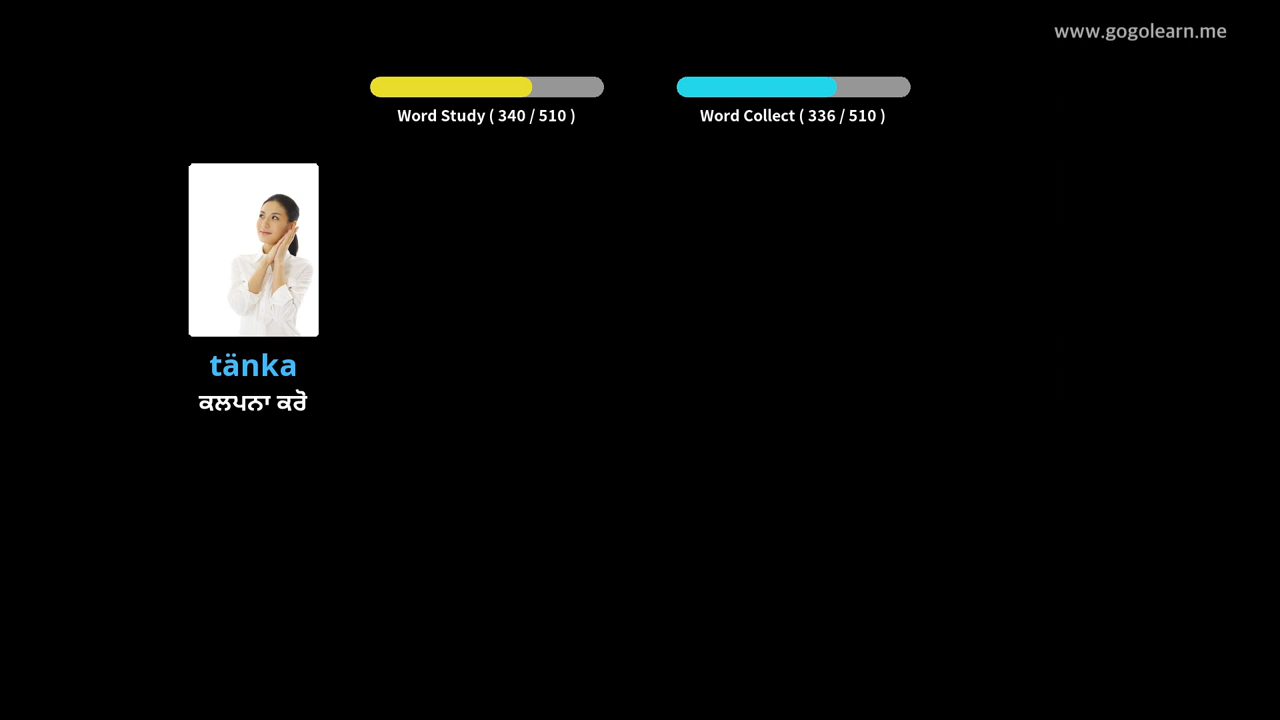 www.gogolearn.me
Word Study ( 340 / 510 )
Word Collect ( 336 / 510 )
tänka
ਕਲਪਨਾ ਕਰੋ